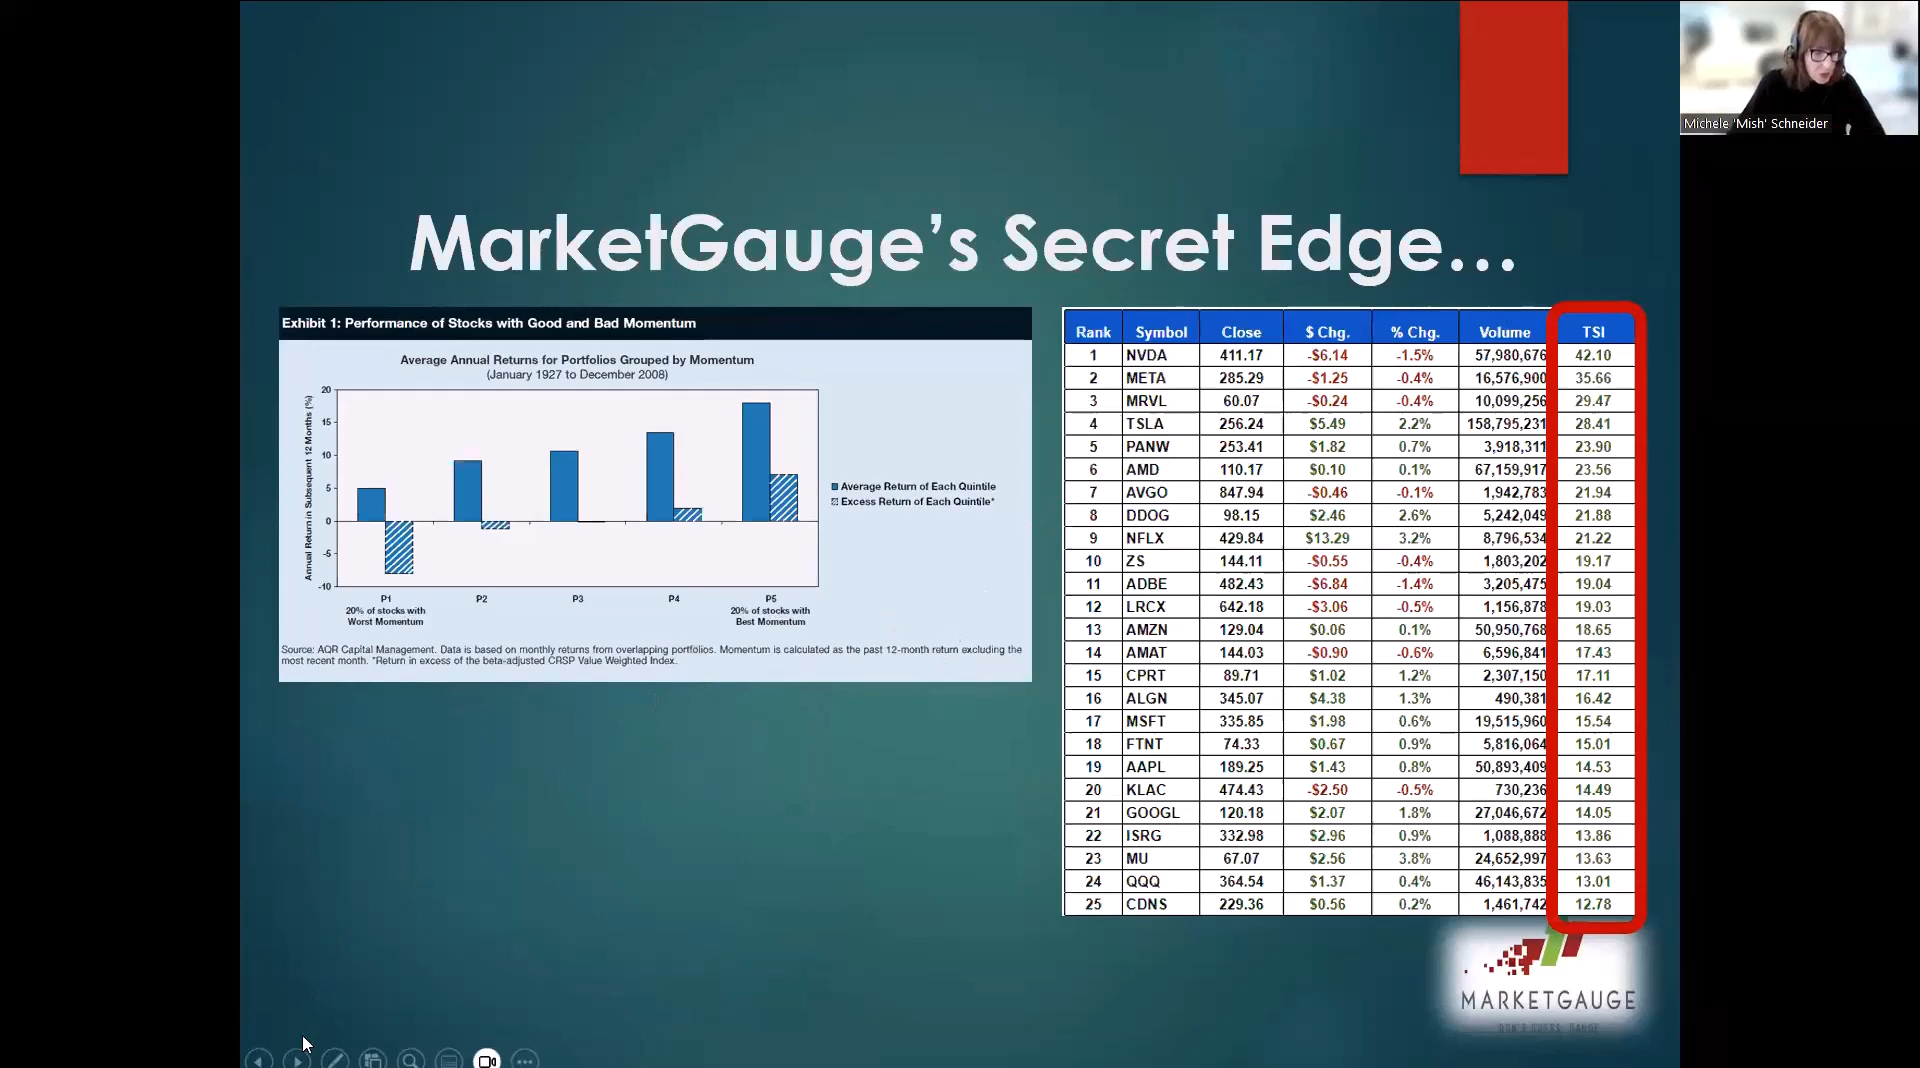 Michele 'Mish' Schneider
MarketGauge’s Secret Edge...
Exhibit 1: Performance of Stocks with Good and Bad Momentum
Average Annual Returns for Portfolios Grouped by Momentum
(January 1927 to December 2008)
Annual Return in Subsequent 12 Months (%)
20
15
10
5
0
-5
-10
P1 P2 P3 P4 P5
20% of stocks with Worst Momentum
20% of stocks with Best Momentum
Average Return of Each Quintile
Excess Return of Each Quintile*
Source: AQR Capital Management. Data is based on monthly returns from overlapping portfolios. Momentum is calculated as the past 12-month return excluding the
most recent month. *Return in excess of the beta-adjusted CRSP Value Weighted Index.
Rank Symbol Close $ Chg. % Chg. Volume TSI
1 NVDA 411.17 -$6.14 -1.5% 57,980,676 42.10
2 META 285.29 -$1.25 -0.4% 16,576,900 35.66
3 MRVL 60.07 -$0.24 -0.4% 10,099,256 29.47
4 TSLA 256.24 $5.49 2.2% 158,795,231 28.41
5 PANW 253.41 $1.82 0.7% 3,918,311 23.90
6 AMD 110.17 $0.10 0.1% 67,159,917 23.56
7 AVGO 847.94 -$0.46 -0.1% 1,942,783 21.94
8 DDOG 98.15 $2.46 2.6% 5,242,049 21.88
9 NFLX 429.84 $13.29 3.2% 8,796,534 21.22
10 ZS 144.11 -$0.55 -0.4% 1,803,202 19.17
11 ADBE 482.43 -$6.84 -1.4% 3,205,475 19.04
12 LRCX 642.18 -$3.06 -0.5% 1,156,878 19.03
13 AMZN 129.04 $0.06 0.1% 50,950,768 18.65
14 AMAT 144.03 -$0.90 -0.6% 6,596,841 17.43
15 CPRT 89.71 $1.02 1.2% 2,307,150 17.11
16 ALGN 345.07 $4.38 1.3% 490,381 16.42
17 MSFT 335.85 $1.98 0.6% 19,515,960 15.54
18 FTNT 74.33 $0.67 0.9% 5,816,064 15.01
19 AAPL 189.25 $1.43 0.8% 50,893,409 14.53
20 KLAC 474.43 -$2.50 -0.5% 730,236 14.49
21 GOOGL 120.18 $2.07 1.8% 27,046,672 14.05
22 ISRG 332.98 $2.96 0.9% 1,088,888 13.86
23 MU 67.07 $2.56 3.8% 24,652,997 13.63
24 QQQ 364.54 $1.37 0.4% 46,143,835 13.01
25 CDNS 229.36 $0.56 0.2% 1,461,742 12.78
MARKETGAUGE